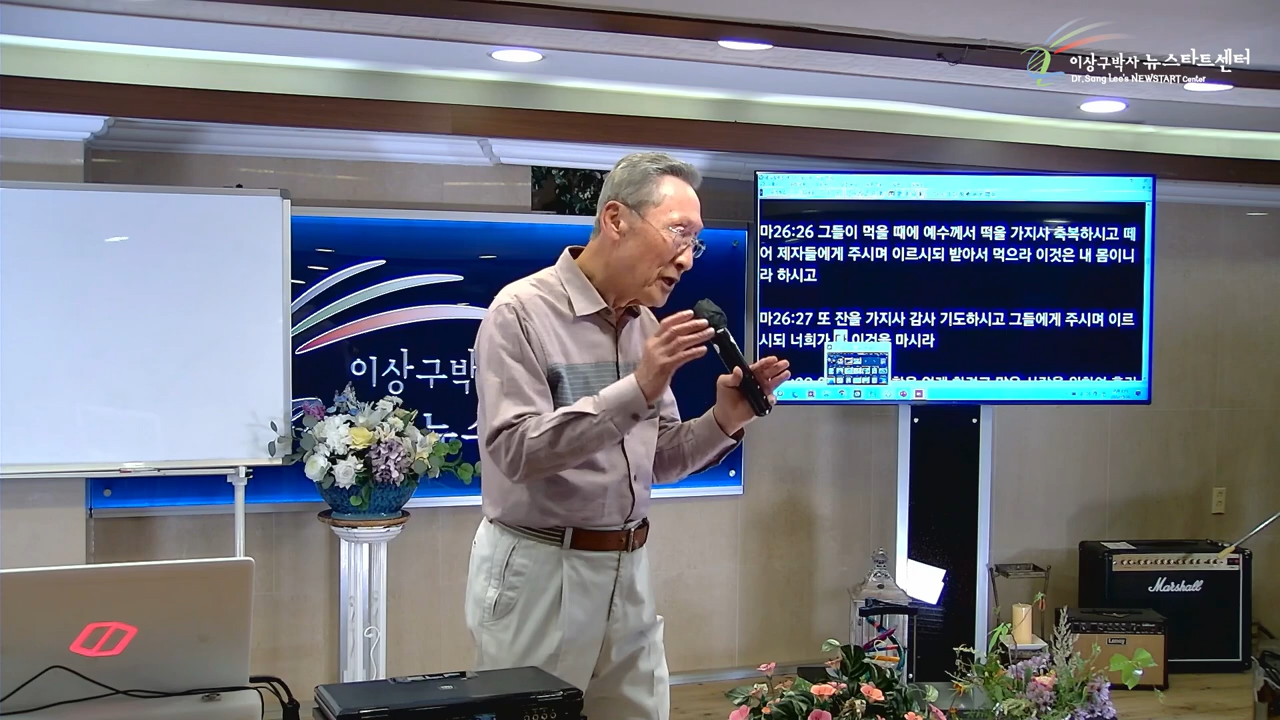 이상구박사 뉴스타트센터
Dr. Sang Lee's NEWSTART Center
마26:26 그들이 먹을 때에 예수께서 떡을 가지사 축복하시고 떼
어 제자들에게 주시며 이르시되 받아서 먹으라 이것은 내 몸이니
라 하시고
마26:27 또 잔을 가지사 감사 기도하시고 그들에게 주시며 이르
시되 너희가 다 이것을 마시라
이상구박
뉴스
Marshall
Laney